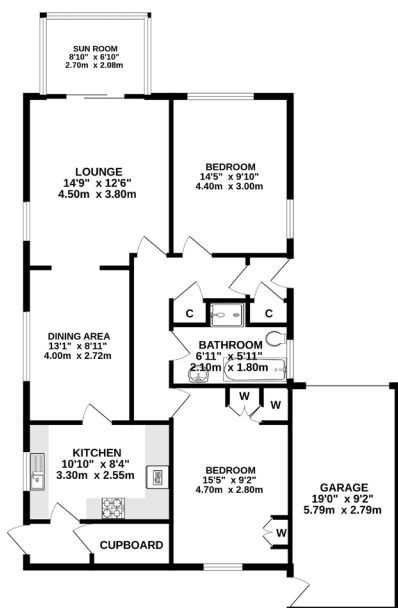 SUN ROOM
8'10" x 6'10"
2.70m x 2.08m
LOUNGE
14'9" x 12'6"
4.50m x 3.80m
BEDROOM
14'5" x 9'10"
4.40m x 3.00m
C
C
DINING AREA
13'1" x 8'11"
4.00m x 2.72m
BATHROOM
6'11" x 5'11"
2.10m x 1.80m
W
W
KITCHEN
10'10" x 8'4"
3.30m x 2.55m
BEDROOM
15'5" x 9'2"
4.70m x 2.80m
GARAGE
19'0" x 9'2"
5.79m x 2.79m
W
CUPBOARD